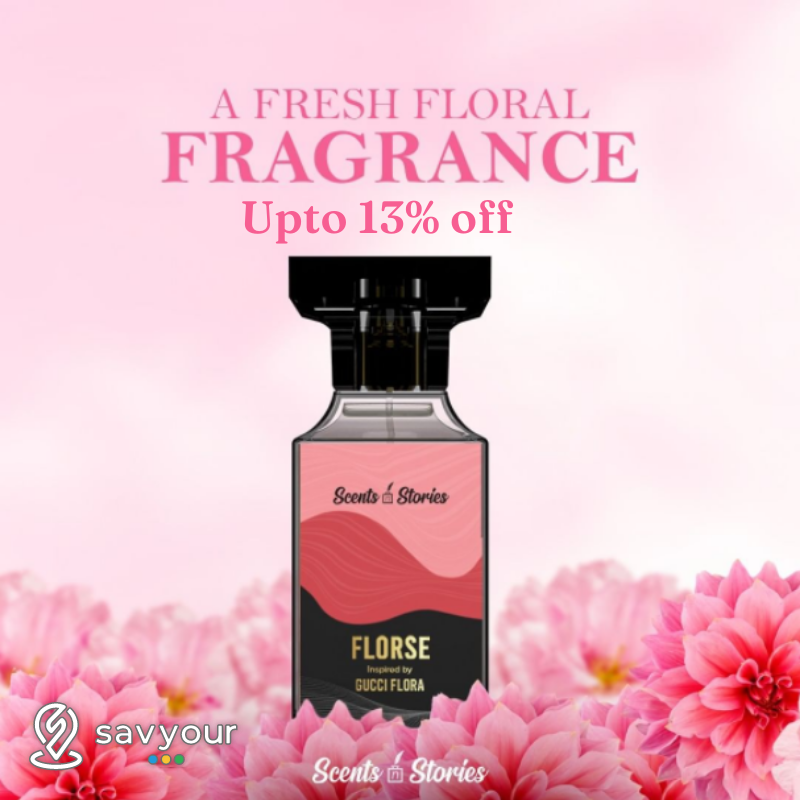 A FRESH FLORAL
FRAGRANCE
Upto 13% off
Scents Stories
FLORSE
Inspired by
GUCCI FLORA
savyour
Scents Stories